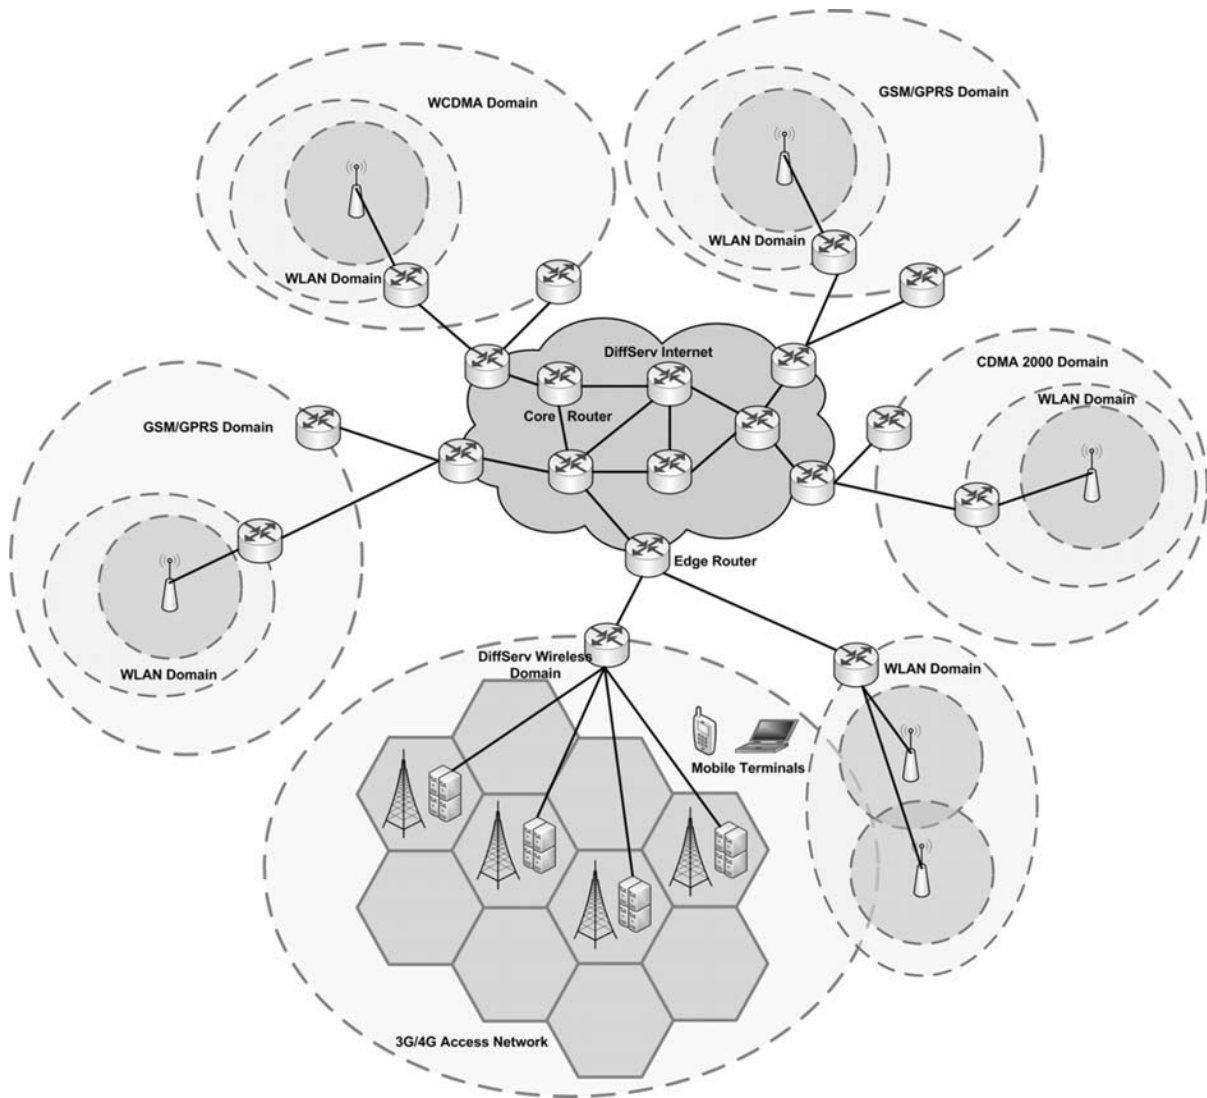 GSM/GPRS Domain
WCDMA Domain
WLAN Domain
WLAN Domain
DiffServ Internet
CDMA 2000 Domain
WLAN Domain
Core Router
GSM/GPRS Domain
Edge Router
DiffServ Wireless
Domain
WLAN Domain
WLAN Domain
Mobile Terminals
3G/4G Access Network